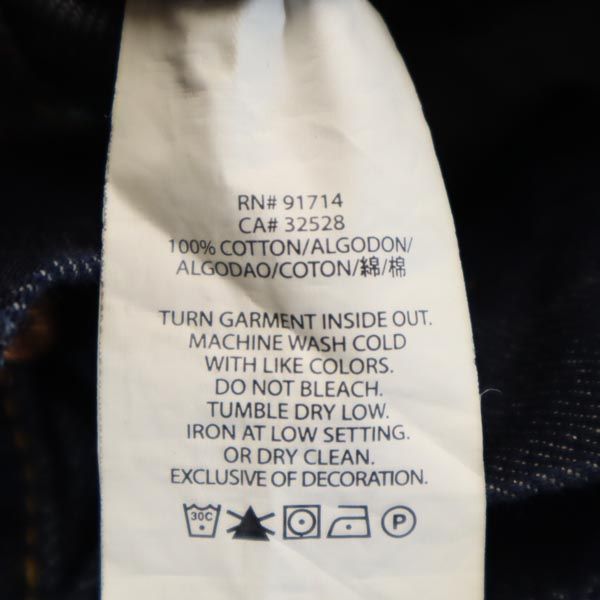 RN# 91714
CA# 32528
100% COTTON/ALGODON/
ALGODAO/COTON/綿/棉
TURN GARMENT INSIDE OUT.
MACHINE WASH COLD
WITH LIKE COLORS.
DO NOT BLEACH.
TUMBLE DRY LOW.
IRON AT LOW SETTING.
OR DRY CLEAN.
EXCLUSIVE OF DECORATION.
30C P